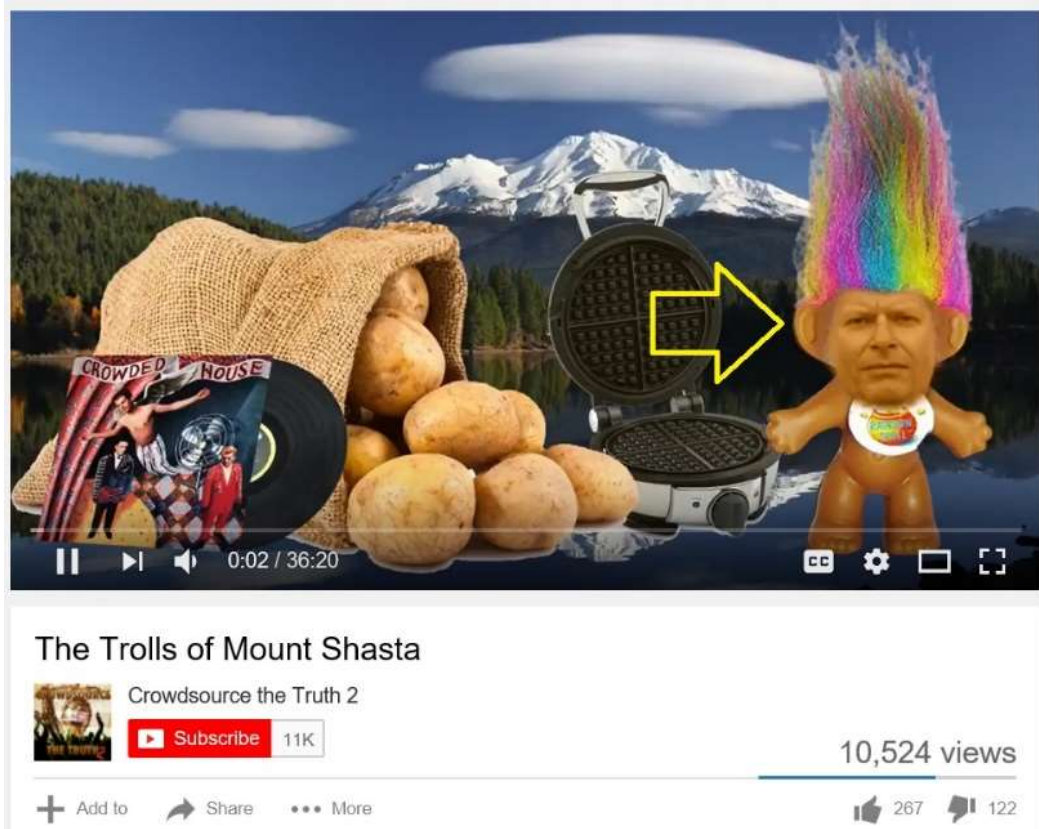 CROWDED HOUSE
0:02 / 36:20
CC
The Trolls of Mount Shasta
Crowdsource the Truth 2
Subscribe 11K
10,524 views
Add to Share More
267 122